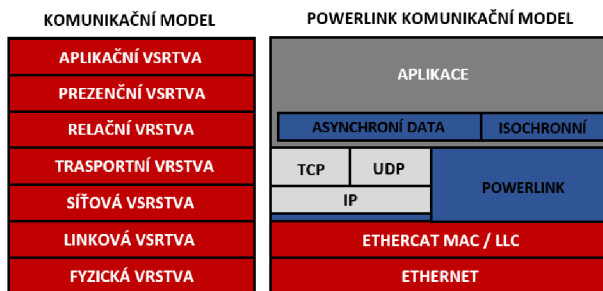 KOMUNIKAČNÍ MODEL
APLIKAČNÍ VSRTVA
PREZENČNÍ VSRTVA
RELAČNÍ VRSTVA
TRASPORTNÍ VRSTVA
SÍŤOVÁ VSRSTVA
LINKOVÁ VSRTVA
FYZICKÁ VRSTVA
POWERLINK KOMUNIKAČNÍ MODEL
APLIKACE
ASYNCHRONÍ DATA
ISOCHRONNÍ
TCP
UDP
IP
POWERLINK
ETHERCAT MAC / LLC
ETHERNET